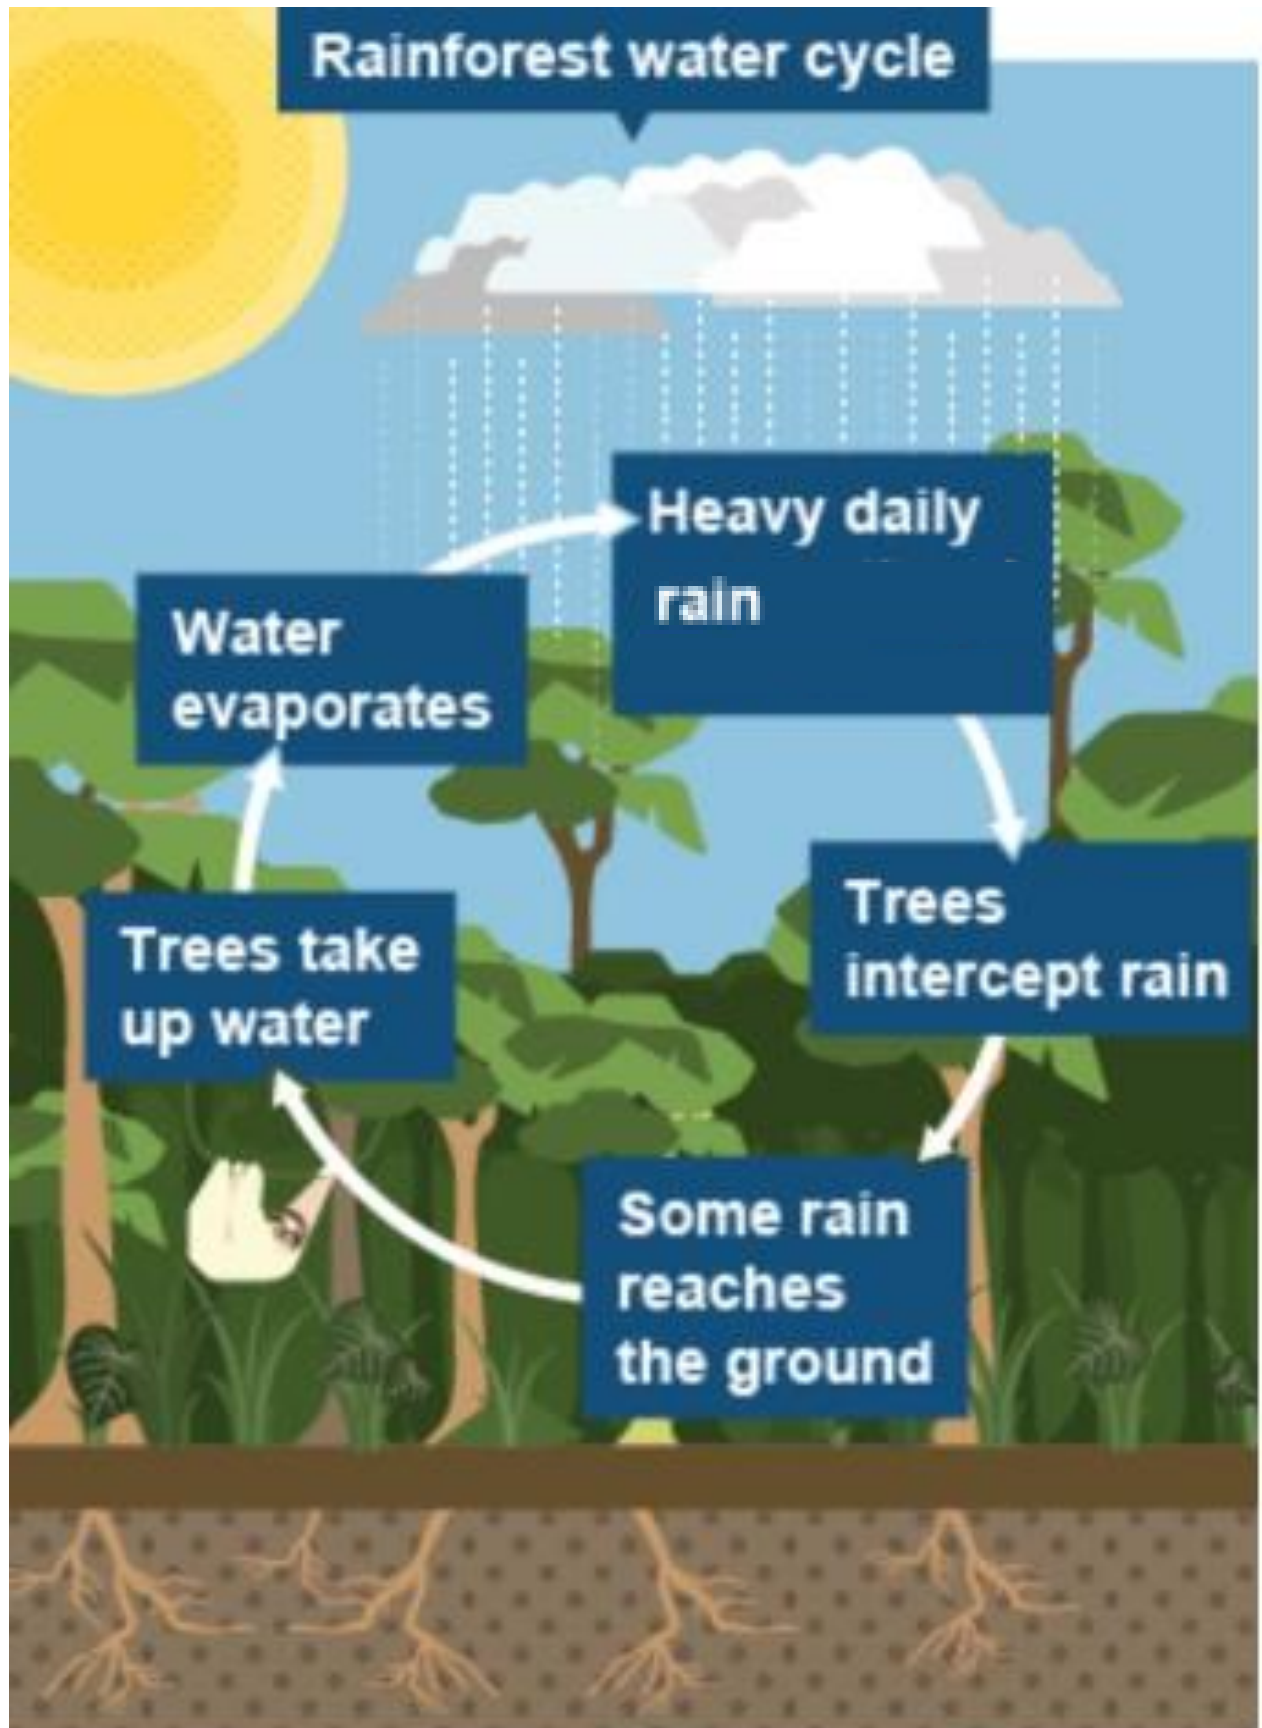 Rainforest water cycle
Heavy daily
rain
Water
evaporates
Trees
intercept rain
Trees take
up water
Some rain
reaches
the ground